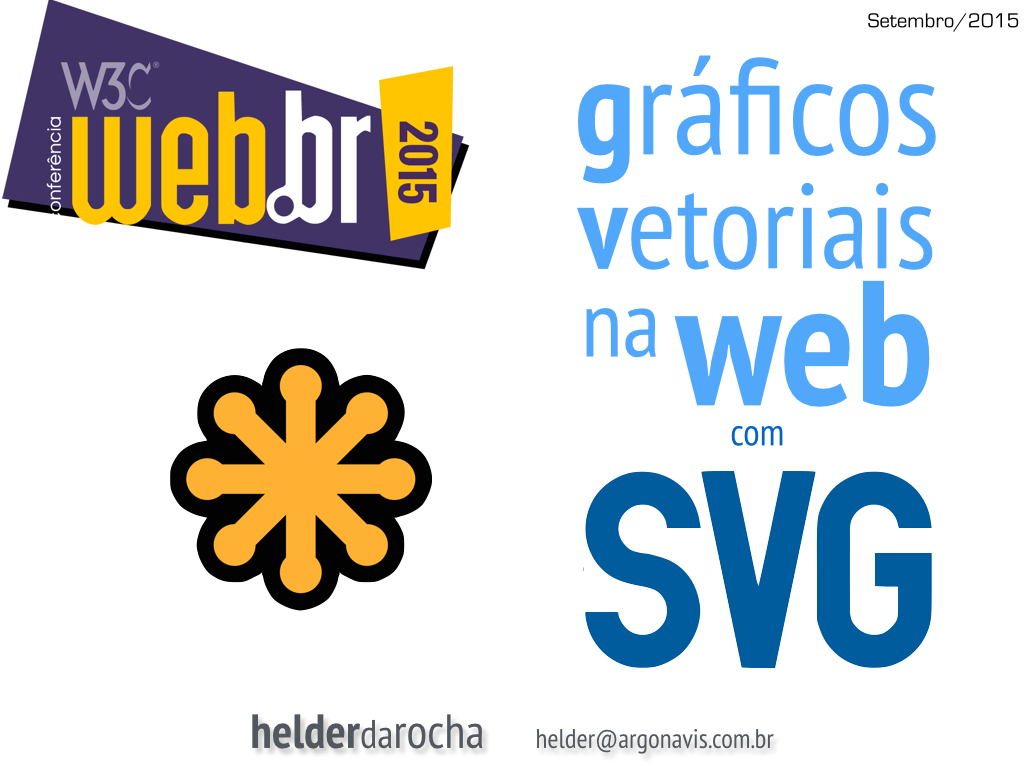 Setembro/2015
W3C®
conferência
web.br
2015
gráficos
vetoriais
na web
com
SVG
helderdarocha
helder@argonavis.com.br